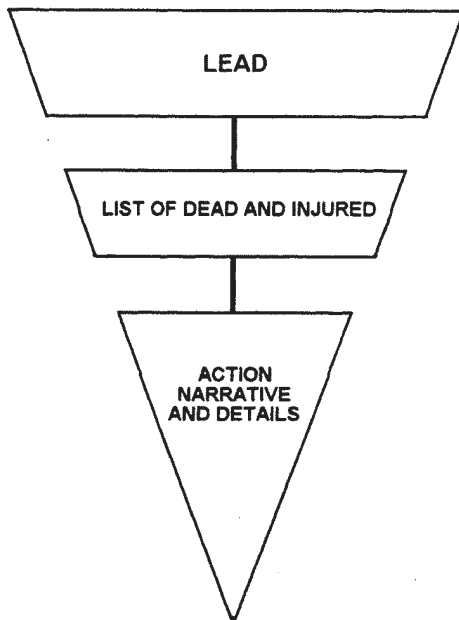 LEAD
LIST OF DEAD AND INJURED
ACTION
NARRATIVE
AND DETAILS